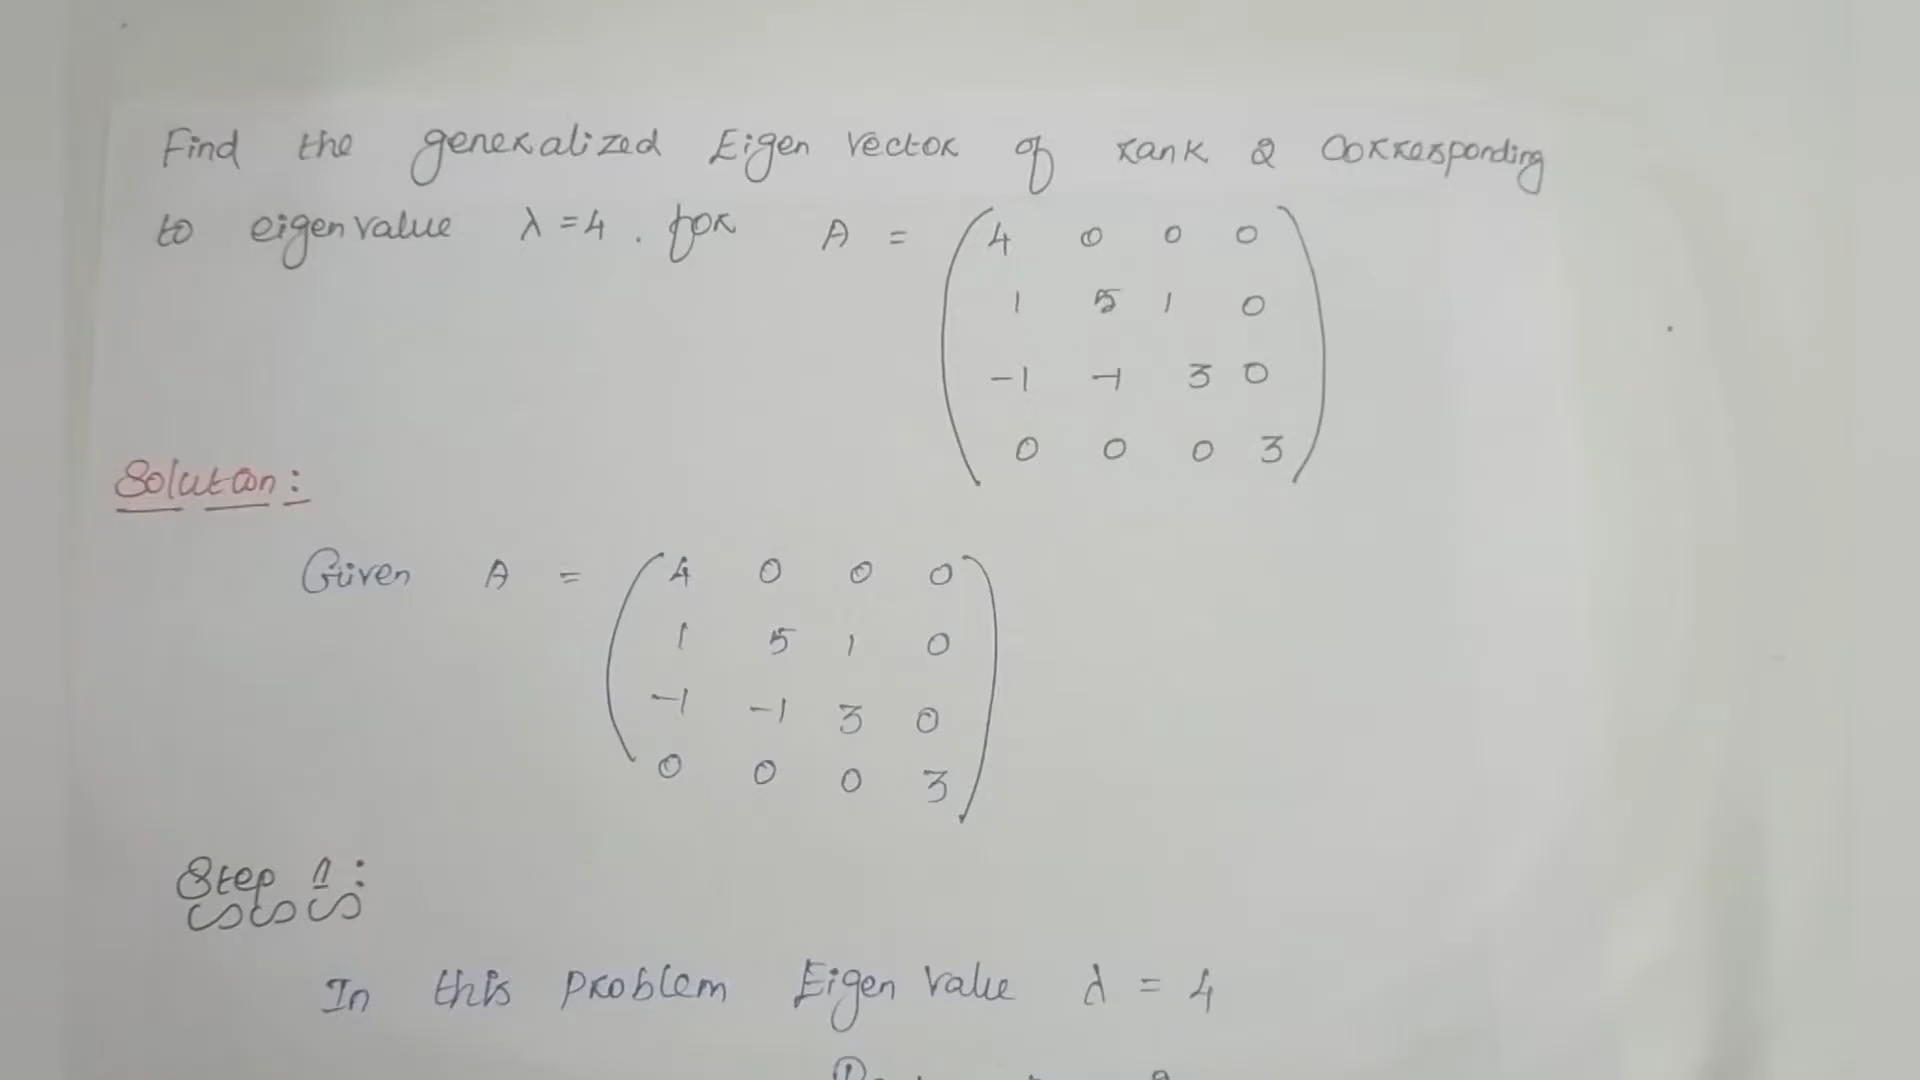 Find the generalized Eigen vector of rank 2 corresponding
to eigenvalue λ = 4 . for A = ( 4 0 0 0
1 5 1 0
-1 -1 3 0
0 0 0 3 )
Solution:
Given A = ( 4 0 0 0
1 5 1 0
-1 -1 3 0
0 0 0 3 )
Step 1:
In this problem Eigen value λ = 4